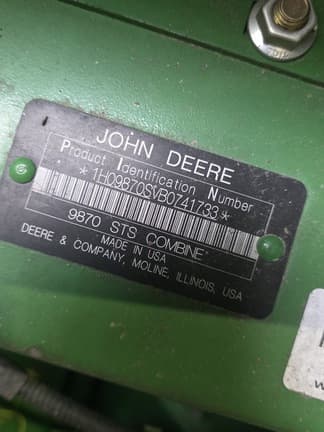 JOHN DEERE
Product Identification Number
*1H09870SVB0741733*
9870 STS COMBINE
MADE IN USA
DEERE & COMPANY, MOLINE, ILLINOIS, USA